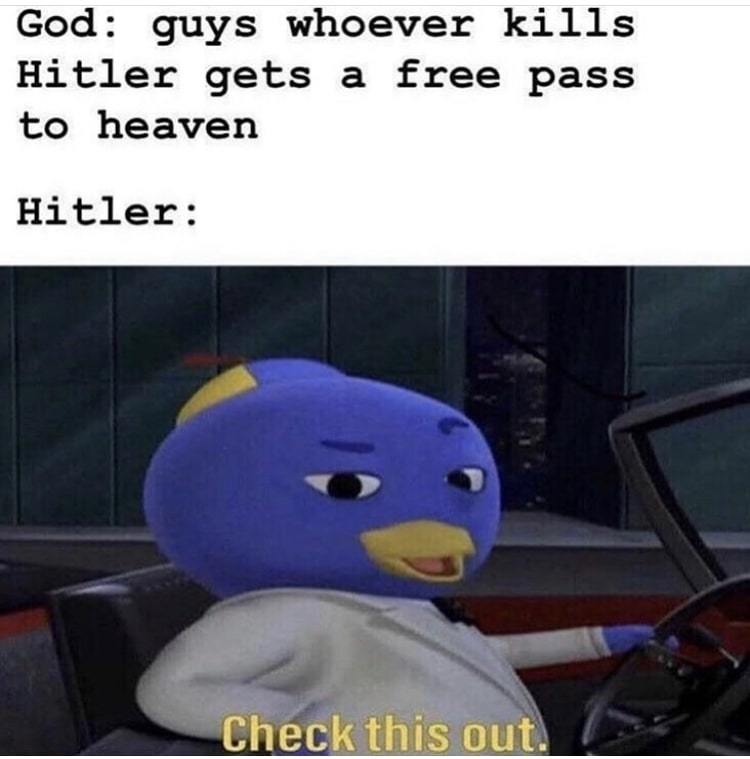 God: guys whoever kills
Hitler gets a free pass
to heaven
Hitler:
Check this out.